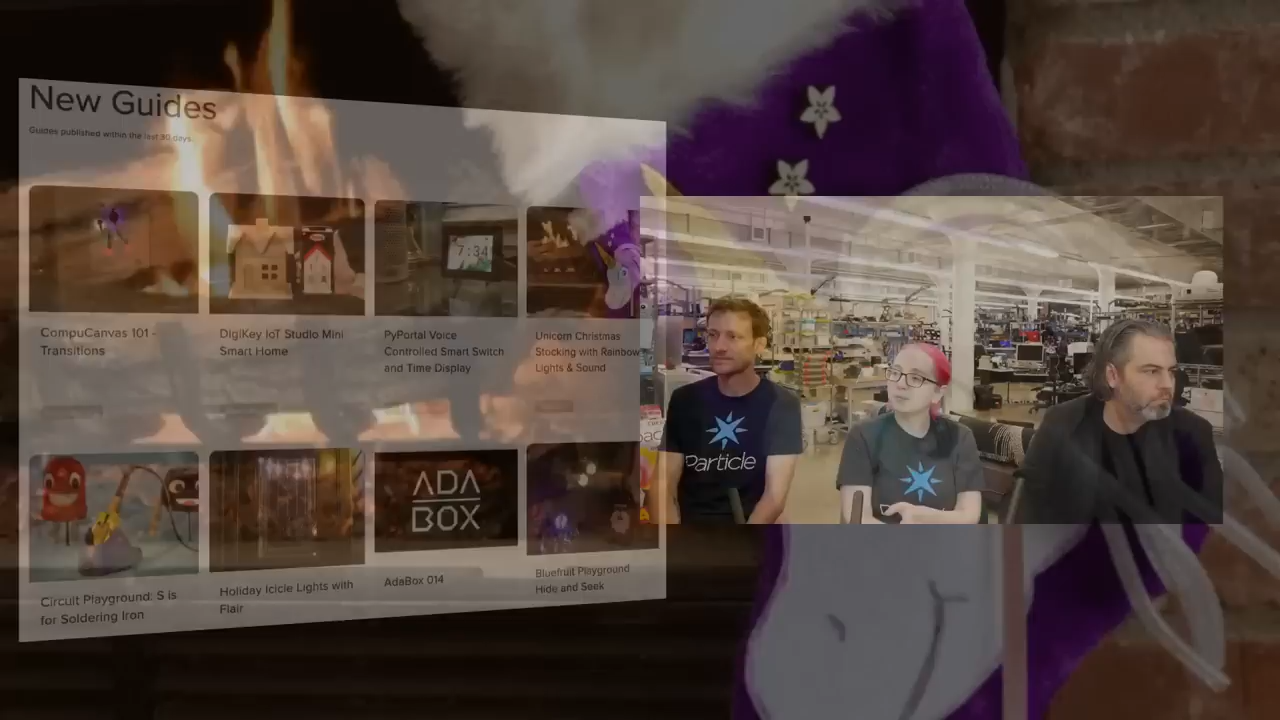 New Guides
Guides published within the last 30 days.
7:34
CompuCanvas 101 -
Transitions
DigiKey IoT Studio Mini
Smart Home
PyPortal Voice
Controlled Smart Switch
and Time Display
Unicorn Christmas
Stocking with Rainbow
Lights & Sound
ADA
BOX
Circuit Playground: S is
for Soldering Iron
Holiday Icicle Lights with
Flair
AdaBox 014
Bluefruit Playground
Hide and Seek
Particle